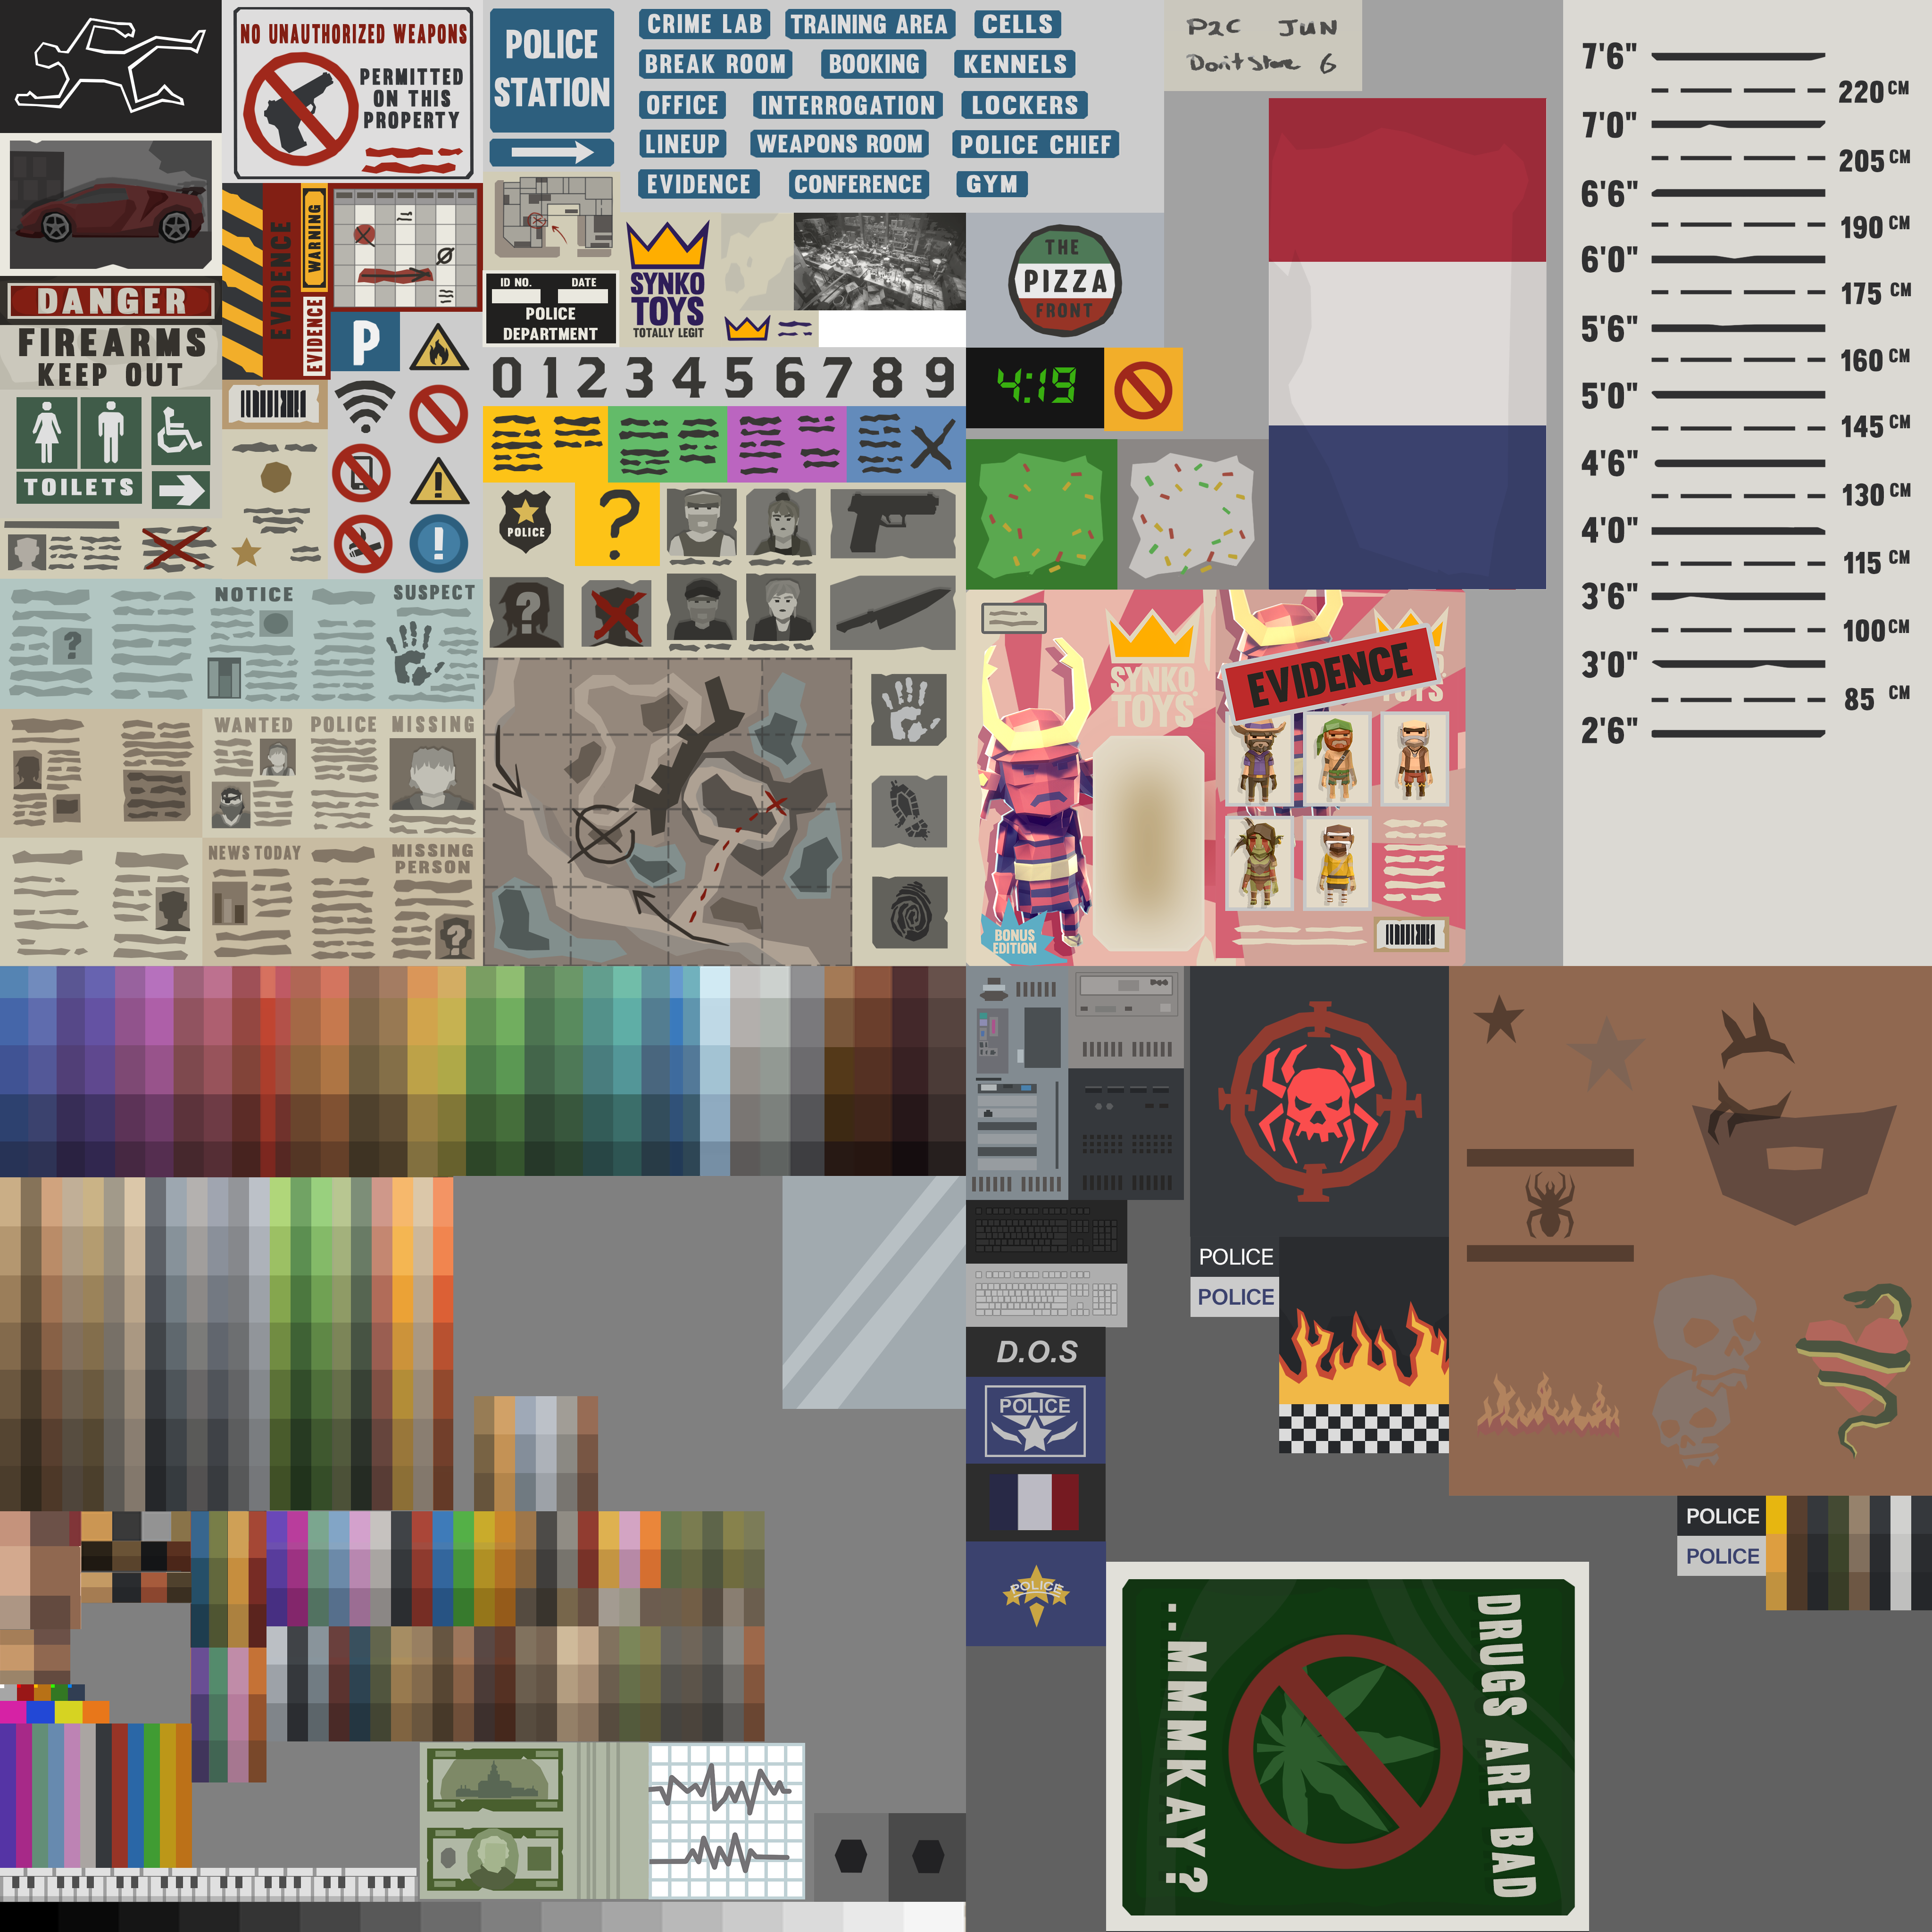 NO UNAUTHORIZED WEAPONS
PERMITTED
ON THIS
PROPERTY
POLICE
STATION
CRIME LAB
TRAINING AREA
CELLS
BREAK ROOM
BOOKING
KENNELS
OFFICE
INTERROGATION
LOCKERS
LINEUP
WEAPONS ROOM
POLICE CHIEF
EVIDENCE
CONFERENCE
GYM
P2C JUN
Don't Store 6
7'6"
220 CM
7'0"
205 CM
6'6"
190 CM
6'0"
175 CM
5'6"
160 CM
5'0"
145 CM
4'6"
130 CM
4'0"
115 CM
3'6"
100 CM
3'0"
85 CM
2'6"
EVIDENCE
WARNING
EVIDENCE
DANGER
FIREARMS
KEEP OUT
P
TOILETS
ID NO. DATE
POLICE
DEPARTMENT
SYNKO
TOYS
TOTALLY LEGIT
THE
PIZZA
FRONT
4:19
0 1 2 3 4 5 6 7 8 9
POLICE
?
?
!
!
NOTICE
SUSPECT
?
WANTED
POLICE
MISSING
NEWS TODAY
MISSING
PERSON
?
SYNKO
TOYS
EVIDENCE
BONUS
EDITION
POLICE
POLICE
D.O.S
POLICE
POLICE
POLICE
POLICE
DRUGS ARE BAD
...MMMKAY?